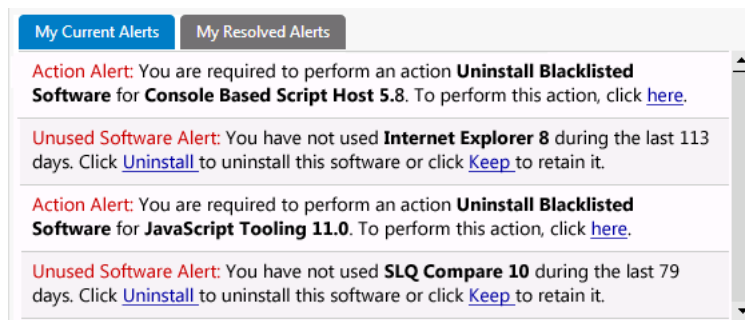 My Current Alerts
My Resolved Alerts
Action Alert: You are required to perform an action Uninstall Blacklisted
Software for Console Based Script Host 5.8. To perform this action, click here.
Unused Software Alert: You have not used Internet Explorer 8 during the last 113
days. Click Uninstall to uninstall this software or click Keep to retain it.
Action Alert: You are required to perform an action Uninstall Blacklisted
Software for JavaScript Tooling 11.0. To perform this action, click here.
Unused Software Alert: You have not used SLQ Compare 10 during the last 79
days. Click Uninstall to uninstall this software or click Keep to retain it.